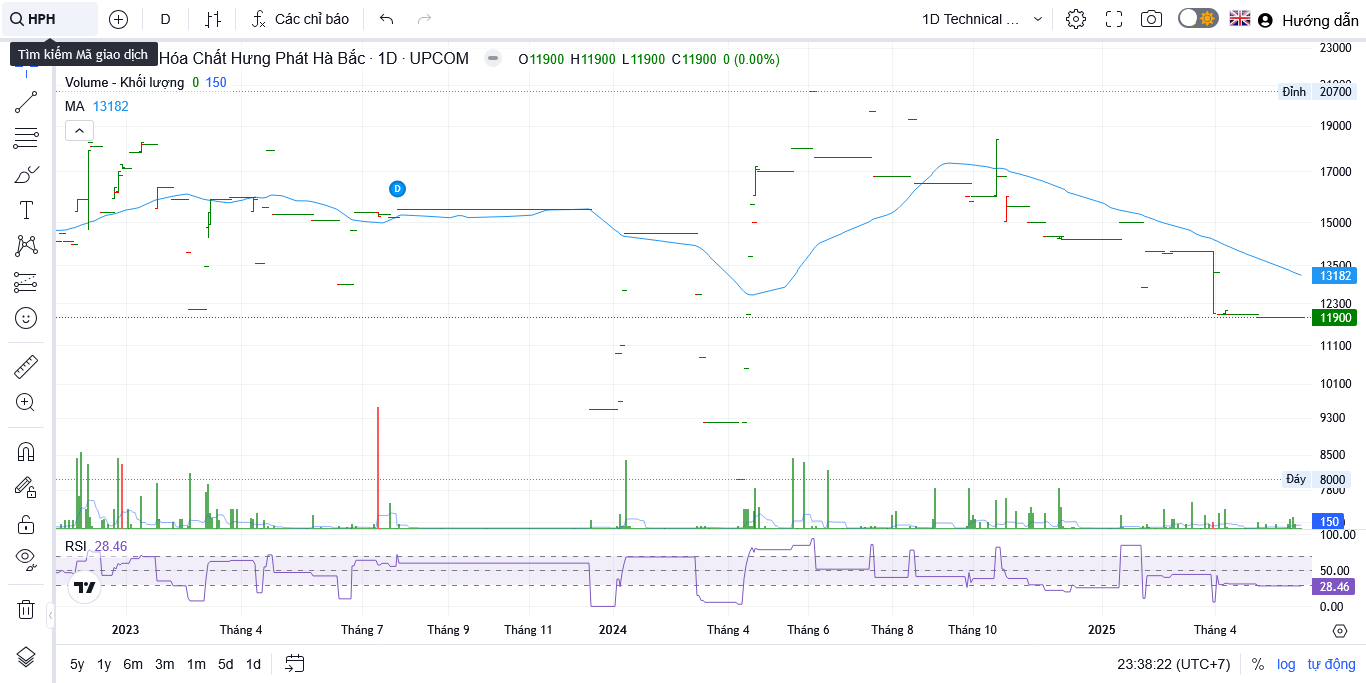 HPH
D
Các chỉ báo
1D Technical ...
Hướng dẫn
Tìm kiếm Mã giao dịch
Hóa Chất Hưng Phát Hà Bắc · 1D · UPCOM
O11900 H11900 L11900 C11900 0 (0.00%)
Volume - Khối lượng 0 150
MA 13182
D
23000
Đỉnh 20700
19000
17000
15000
13500
13182
12300
11900
11100
10100
9300
8500
Đáy 8000
7800
150
RSI 28.46
100.00
50.00
28.46
0.00
2023 Tháng 4 Tháng 7 Tháng 9 Tháng 11 2024 Tháng 4 Tháng 6 Tháng 8 Tháng 10 2025 Tháng 4
5y 1y 6m 3m 1m 5d 1d
23:38:22 (UTC+7) % log tự động